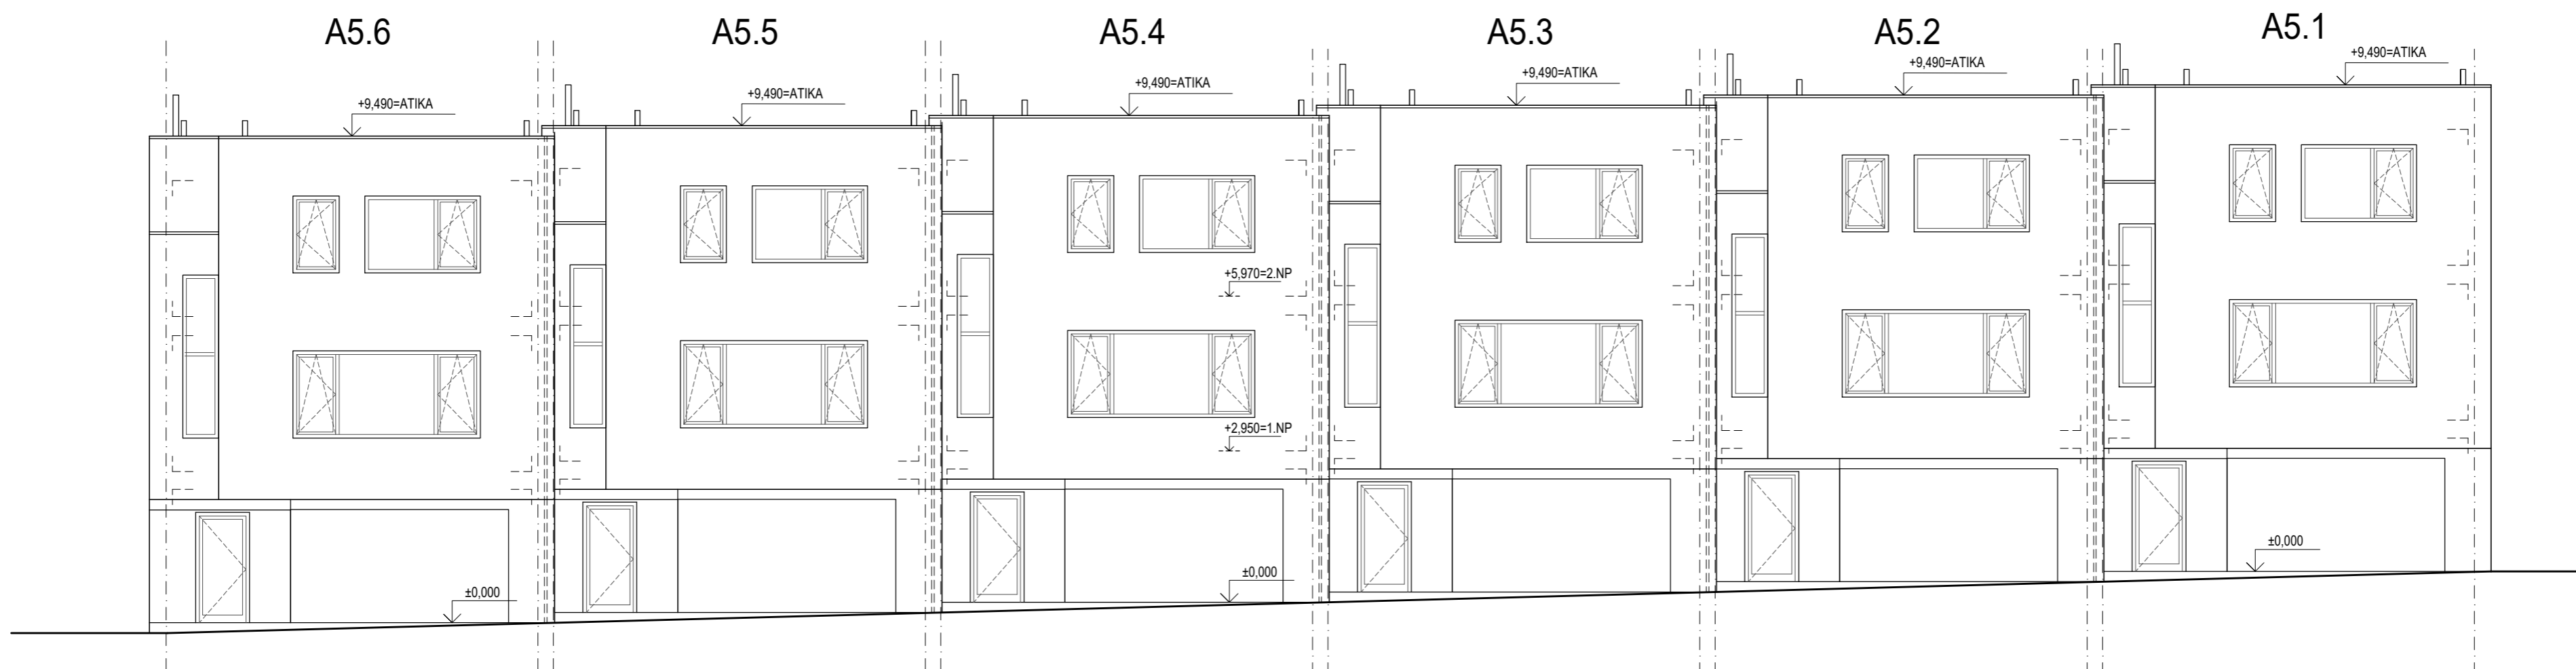 A5.6
A5.5
A5.4
A5.3
A5.2
A5.1
+9,490=ATIKA
+9,490=ATIKA
+9,490=ATIKA
+9,490=ATIKA
+9,490=ATIKA
+9,490=ATIKA
+5,970=2.NP
+2,950=1.NP
±0,000
±0,000
±0,000